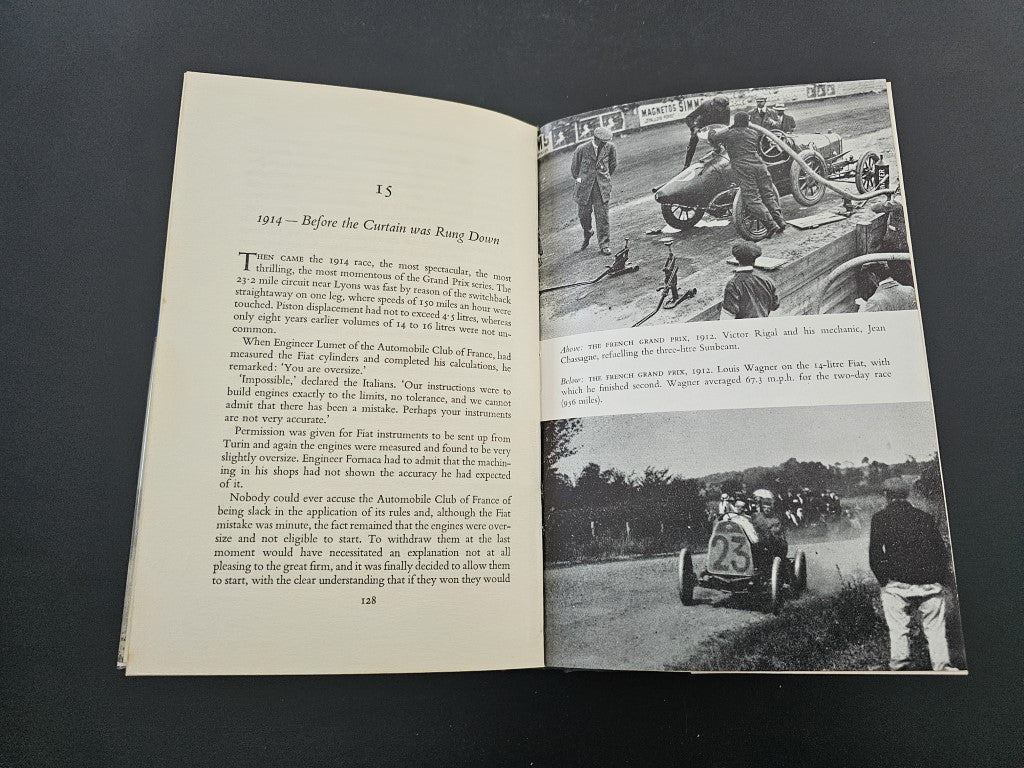 15
1914 — Before the Curtain was Rung Down
THEN CAME the 1914 race, the most spectacular, the most
thrilling, the most momentous of the Grand Prix series. The
23·2 mile circuit near Lyons was fast by reason of the switchback
straightaway on one leg, where speeds of 150 miles an hour were
touched. Piston displacement had not to exceed 4·5 litres, whereas
only eight years earlier volumes of 14 to 16 litres were not un-
common.
When Engineer Lumet of the Automobile Club of France, had
measured the Fiat cylinders and completed his calculations, he
remarked: ‘You are oversize.’
‘Impossible,’ declared the Italians. ‘Our instructions were to
build engines exactly to the limits, no tolerance, and we cannot
admit that there has been a mistake. Perhaps your instruments
are not very accurate.’
Permission was given for Fiat instruments to be sent up from
Turin and again the engines were measured and found to be very
slightly oversize. Engineer Fornaca had to admit that the machin-
ing in his shops had not shown the accuracy he had expected
of it.
Nobody could ever accuse the Automobile Club of France of
being slack in the application of its rules and, although the Fiat
mistake was minute, the fact remained that the engines were over-
size and not eligible to start. To withdraw them at the last
moment would have necessitated an explanation not at all
pleasing to the great firm, and it was finally decided to allow them
to start, with the clear understanding that if they won they would
128
MAGNETOS SIMMS
Above: THE FRENCH GRAND PRIX, 1912. Victor Rigal and his mechanic, Jean
Chassagne, refuelling the three-litre Sunbeam.
Below: THE FRENCH GRAND PRIX, 1912. Louis Wagner on the 14-litre Fiat, with
which he finished second. Wagner averaged 67.3 m.p.h. for the two-day race
(956 miles).
23